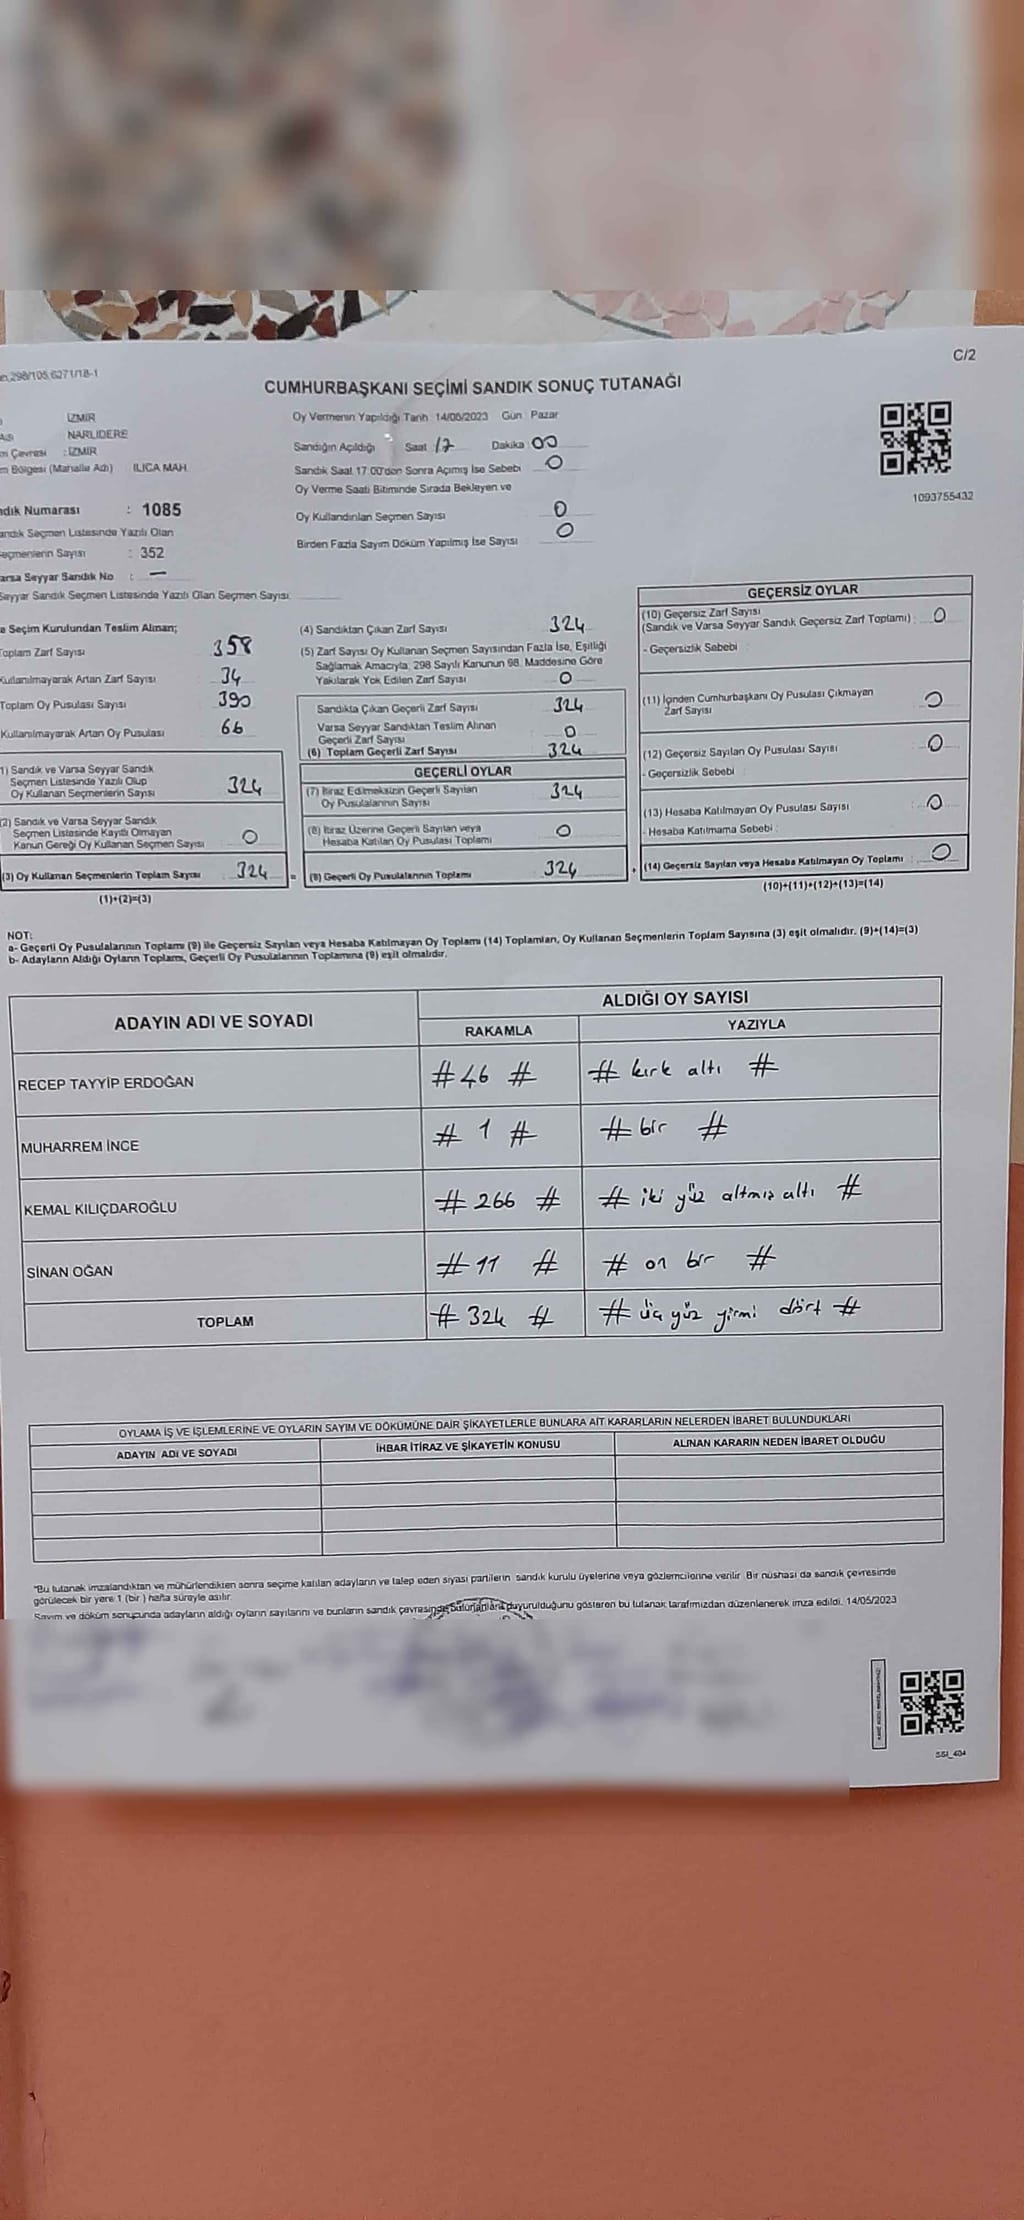 298/105,6271/18-1
C/2
CUMHURBAŞKANI SEÇİMİ SANDIK SONUÇ TUTANAĞI
İZMİR
NARLIDERE
Çevresi : İZMİR
Bölgesi (Mahalle Adı) ILICA MAH.
Numarası : 1085
Sandık Seçmen Listesinde Yazılı Olan
Seçmenlerin Sayısı : 352
Varsa Seyyar Sandık No : —
Seyyar Sandık Seçmen Listesinde Yazılı Olan Seçmen Sayısı:
Oy Vermenin Yapıldığı Tarih : 14/05/2023 Gün : Pazar
Sandığın Açıldığı Saat 17 Dakika 00
Sandık Saat 17.00'den Sonra Açılmış İse Sebebi 0
Oy Verme Saati Bitiminde Sırada Bekleyen ve
Oy Kullandırılan Seçmen Sayısı 0
Birden Fazla Sayım Döküm Yapılmış İse Sayısı 0
1093755432
Seçim Kurulundan Teslim Alınan;
Toplam Zarf Sayısı 358
Kullanılmayarak Artan Zarf Sayısı 34
Toplam Oy Pusulası Sayısı 390
Kullanılmayarak Artan Oy Pusulası 66
1) Sandık ve Varsa Seyyar Sandık
Seçmen Listesinde Yazılı Olup
Oy Kullanan Seçmenlerin Sayısı 324
(2) Sandık ve Varsa Seyyar Sandık
Seçmen Listesinde Kayıtlı Olmayan
Kanun Gereği Oy Kullanan Seçmen Sayısı 0
(3) Oy Kullanan Seçmenlerin Toplam Sayısı 324
(1)+(2)=(3)
(4) Sandıktan Çıkan Zarf Sayısı 324
(5) Zarf Sayısı Oy Kullanan Seçmen Sayısından Fazla İse, Eşitliği
Sağlamak Amacıyla, 298 Sayılı Kanunun 98. Maddesine Göre
Yakılarak Yok Edilen Zarf Sayısı 0
Sandıkta Çıkan Geçerli Zarf Sayısı 324
Varsa Seyyar Sandıktan Teslim Alınan
Geçerli Zarf Sayısı 0
(6) Toplam Geçerli Zarf Sayısı 324
GEÇERLİ OYLAR
(7) İtiraz Edilmeksizin Geçerli Sayılan
Oy Pusulalarının Sayısı 324
(8) İtiraz Üzerine Geçerli Sayılan veya
Hesaba Katılan Oy Pusulası Toplamı 0
= (9) Geçerli Oy Pusulalarının Toplamı 324
GEÇERSİZ OYLAR
(10) Geçersiz Zarf Sayısı
(Sandık ve Varsa Seyyar Sandık Geçersiz Zarf Toplamı) : 0
- Geçersizlik Sebebi :
(11) İçinden Cumhurbaşkanı Oy Pusulası Çıkmayan
Zarf Sayısı : 0
(12) Geçersiz Sayılan Oy Pusulası Sayısı : 0
- Geçersizlik Sebebi :
(13) Hesaba Katılmayan Oy Pusulası Sayısı : 0
- Hesaba Katılmama Sebebi :
+ (14) Geçersiz Sayılan veya Hesaba Katılmayan Oy Toplamı : 0
(10)+(11)+(12)+(13)=(14)
NOT:
a- Geçerli Oy Pusulalarının Toplamı (9) ile Geçersiz Sayılan veya Hesaba Katılmayan Oy Toplamı (14) Toplamları, Oy Kullanan Seçmenlerin Toplam Sayısına (3) eşit olmalıdır. (9)+(14)=(3)
b- Adayların Aldığı Oyların Toplamı, Geçerli Oy Pusulalarının Toplamına (9) eşit olmalıdır.
ADAYIN ADI VE SOYADI
ALDIĞI OY SAYISI
RAKAMLA YAZIYLA
RECEP TAYYİP ERDOĞAN # 46 # # kırk altı #
MUHARREM İNCE # 1 # # bir #
KEMAL KILIÇDAROĞLU # 266 # # iki yüz altmış altı #
SİNAN OĞAN # 11 # # on bir #
TOPLAM # 324 # # üç yüz yirmi dört #
OYLAMA İŞ VE İŞLEMLERİNE VE OYLARIN SAYIM VE DÖKÜMÜNE DAİR ŞİKAYETLERLE BUNLARA AİT KARARLARIN NELERDEN İBARET BULUNDUKLARI
ADAYIN ADI VE SOYADI İHBAR İTİRAZ VE ŞİKAYETİN KONUSU ALINAN KARARIN NEDEN İBARET OLDUĞU
*Bu tutanak imzalandıktan ve mühürlendikten sonra seçime katılan adayların ve talep eden siyasi partilerin sandık kurulu üyelerine veya gözlemcilerine verilir. Bir nüshası da sandık çevresinde
görülecek bir yere 1 (bir) hafta süreyle asılır.
Sayım ve döküm sonucunda adayların aldığı oyların sayılarını ve bunların sandık çevresinde bulunanlara duyurulduğunu gösteren bu tutanak tarafımızdan düzenlenerek imza edildi. 14/05/2023
SSI_404